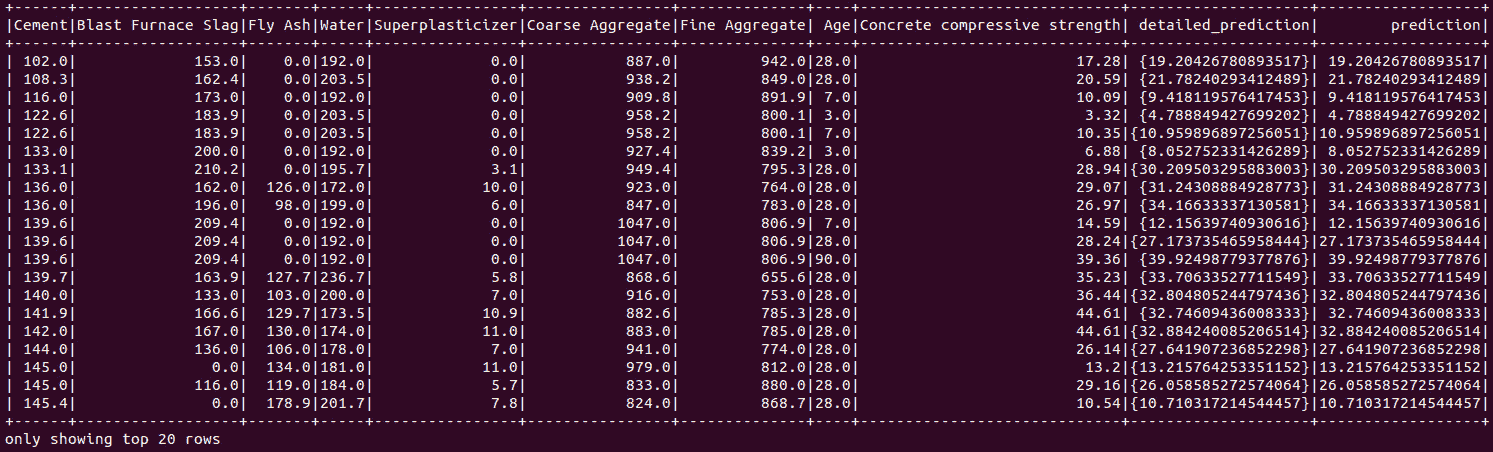 +------+------------------+-------+-----+----------------+----------------+--------------+----+-----------------------------+--------------------+------------------+
|Cement|Blast Furnace Slag|Fly Ash|Water|Superplasticizer|Coarse Aggregate|Fine Aggregate| Age|Concrete compressive strength| detailed_prediction|        prediction|
+------+------------------+-------+-----+----------------+----------------+--------------+----+-----------------------------+--------------------+------------------+
| 102.0|             153.0|    0.0|192.0|             0.0|           887.0|         942.0|28.0|                        17.28| {19.20426780893517}| 19.20426780893517|
| 108.3|             162.4|    0.0|203.5|             0.0|           938.2|         849.0|28.0|                        20.59| {21.78240293412489}| 21.78240293412489|
| 116.0|             173.0|    0.0|192.0|             0.0|           909.8|         891.9| 7.0|                        10.09| {9.418119576417453}| 9.418119576417453|
| 122.6|             183.9|    0.0|203.5|             0.0|           958.2|         800.1| 3.0|                         3.32| {4.788849427699202}| 4.788849427699202|
| 122.6|             183.9|    0.0|203.5|             0.0|           958.2|         800.1| 7.0|                        10.35|{10.959896897256051}|10.959896897256051|
| 133.0|             200.0|    0.0|192.0|             0.0|           927.4|         839.2| 3.0|                         6.88| {8.052752331426289}| 8.052752331426289|
| 133.1|             210.2|    0.0|195.7|             3.1|           949.4|         795.3|28.0|                        28.94|{30.209503295883003}|30.209503295883003|
| 136.0|             162.0|  126.0|172.0|            10.0|           923.0|         764.0|28.0|                        29.07| {31.24308884928773}| 31.24308884928773|
| 136.0|             196.0|   98.0|199.0|             6.0|           847.0|         783.0|28.0|                        26.97| {34.16633337130581}| 34.16633337130581|
| 139.6|             209.4|    0.0|192.0|             0.0|          1047.0|         806.9| 7.0|                        14.59| {12.15639740930616}| 12.15639740930616|
| 139.6|             209.4|    0.0|192.0|             0.0|          1047.0|         806.9|28.0|                        28.24|{27.173735465958444}|27.173735465958444|
| 139.6|             209.4|    0.0|192.0|             0.0|          1047.0|         806.9|90.0|                        39.36| {39.92498779377876}| 39.92498779377876|
| 139.7|             163.9|  127.7|236.7|             5.8|           868.6|         655.6|28.0|                        35.23| {33.70633527711549}| 33.70633527711549|
| 140.0|             133.0|  103.0|200.0|             7.0|           916.0|         753.0|28.0|                        36.44|{32.804805244797436}|32.804805244797436|
| 141.9|             166.6|  129.7|173.5|            10.9|           882.6|         785.3|28.0|                        44.61| {32.74609436008333}| 32.74609436008333|
| 142.0|             167.0|  130.0|174.0|            11.0|           883.0|         785.0|28.0|                        44.61|{32.884240085206514}|32.884240085206514|
| 144.0|             136.0|  106.0|178.0|             7.0|           941.0|         774.0|28.0|                        26.14|{27.641907236852298}|27.641907236852298|
| 145.0|               0.0|  134.0|181.0|            11.0|           979.0|         812.0|28.0|                         13.2|{13.215764253351152}|13.215764253351152|
| 145.0|             116.0|  119.0|184.0|             5.7|           833.0|         880.0|28.0|                        29.16|{26.058585272574064}|26.058585272574064|
| 145.4|               0.0|  178.9|201.7|             7.8|           824.0|         868.7|28.0|                        10.54|{10.710317214544457}|10.710317214544457|
+------+------------------+-------+-----+----------------+----------------+--------------+----+-----------------------------+--------------------+------------------+
only showing top 20 rows